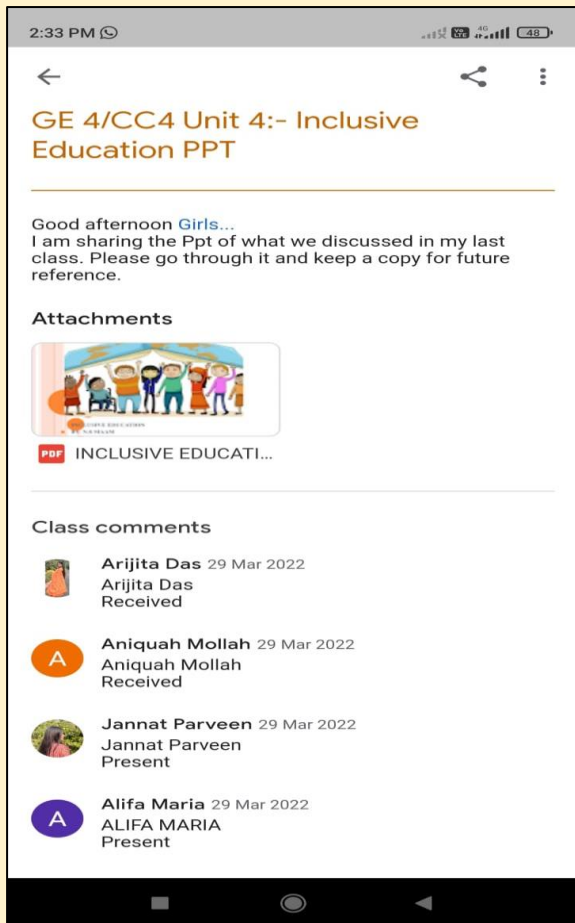 2:33 PM
4G
48
GE 4/CC4 Unit 4:- Inclusive
Education PPT
Good afternoon Girls...
I am sharing the Ppt of what we discussed in my last
class. Please go through it and keep a copy for future
reference.
Attachments
INCLUSIVE EDUCATION
PDF INCLUSIVE EDUCATI...
Class comments
Arijita Das 29 Mar 2022
Arijita Das
Received
A
Aniquah Mollah 29 Mar 2022
Aniquah Mollah
Received
Jannat Parveen 29 Mar 2022
Jannat Parveen
Present
A
Alifa Maria 29 Mar 2022
ALIFA MARIA
Present